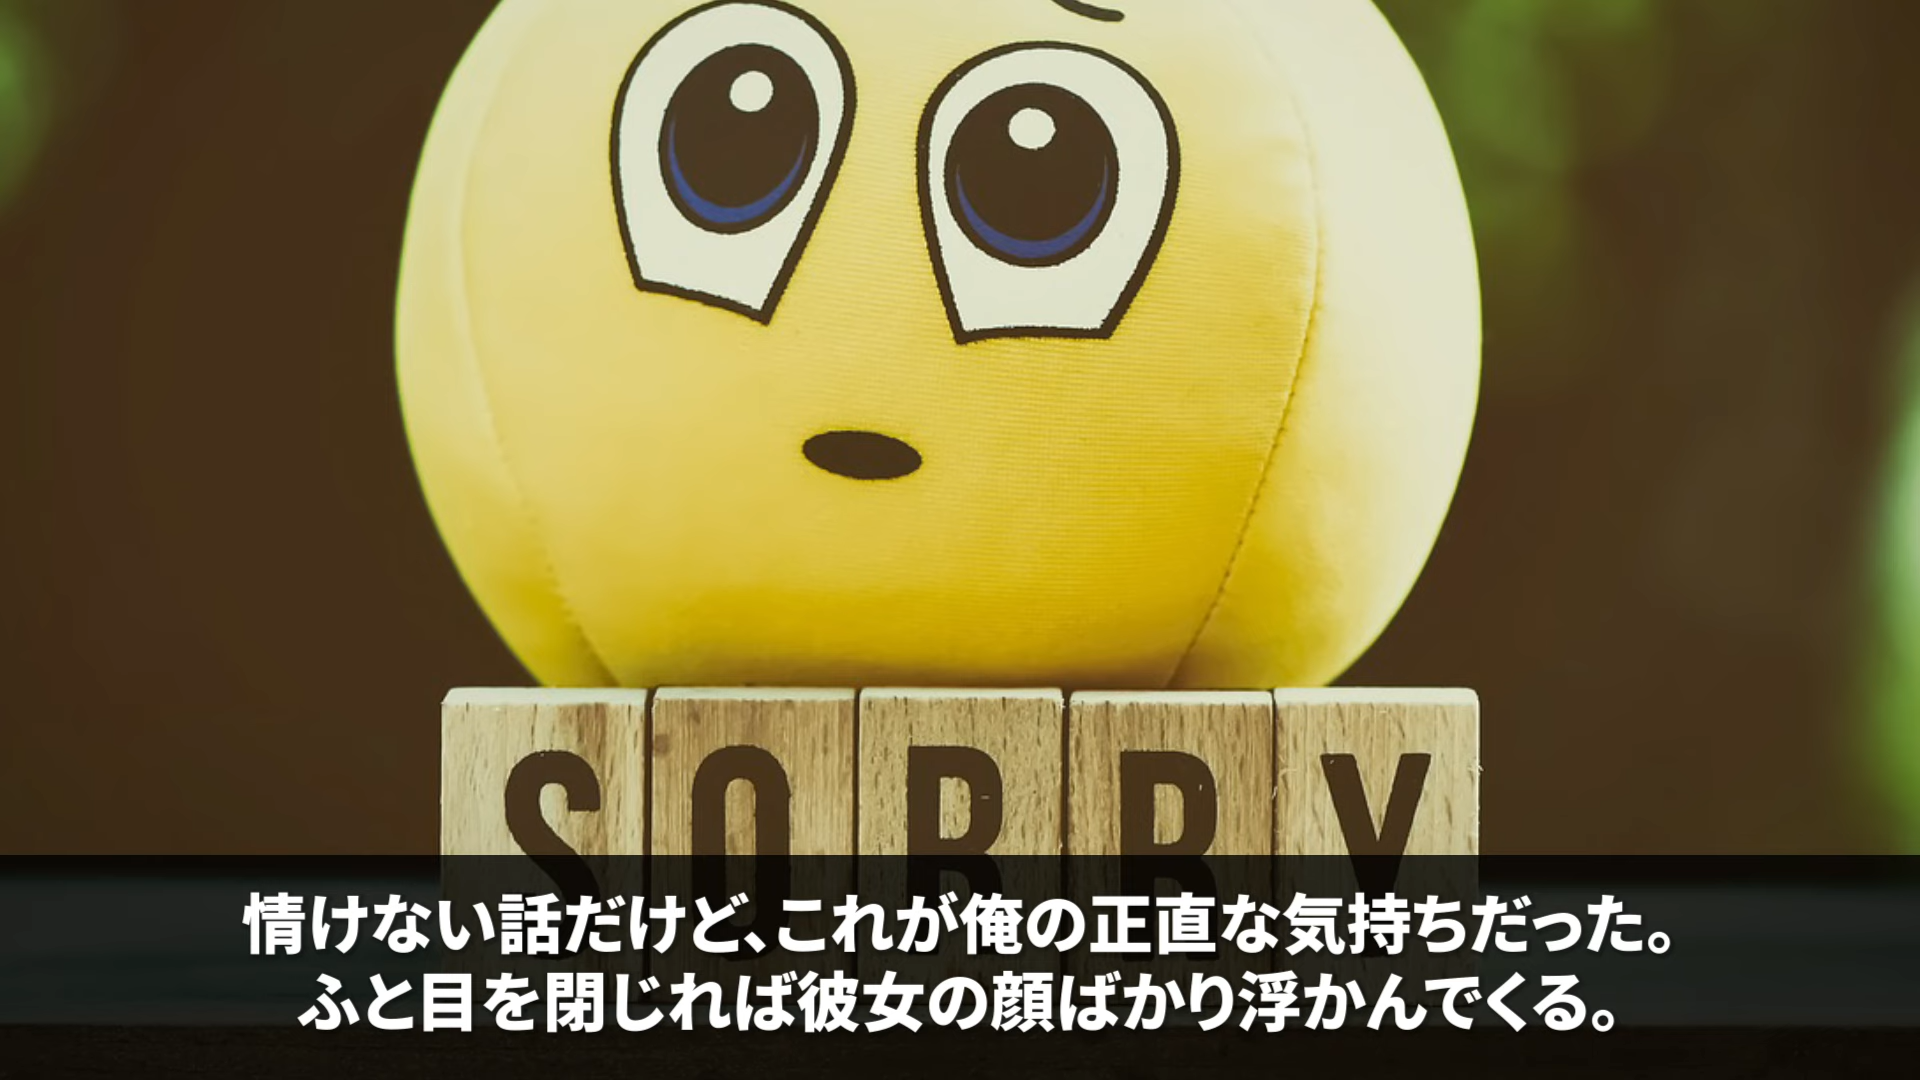 SORRY
情けない話だけど、これが俺の正直な気持ちだった。
ふと目を閉じれば彼女の顔ばかり浮かんでくる。